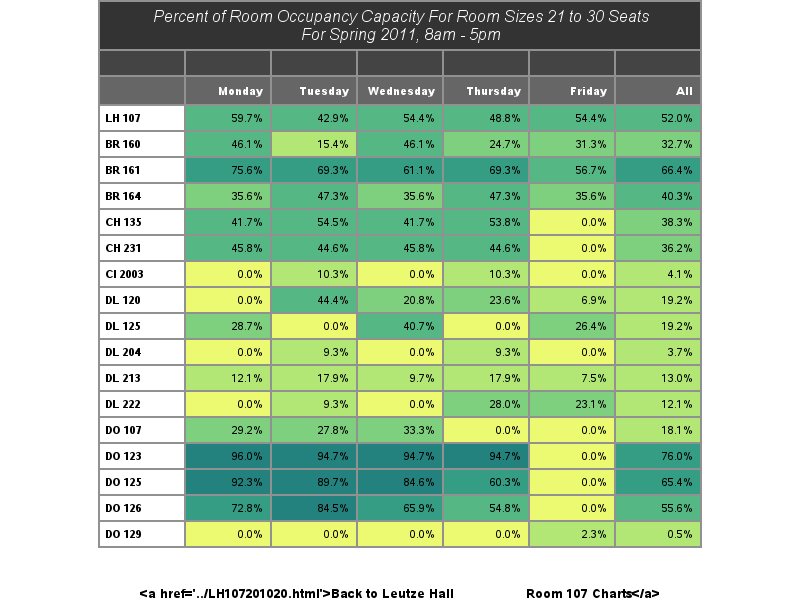 Percent of Room Occupancy Capacity For Room Sizes 21 to 30 Seats
For Spring 2011, 8am - 5pm
Monday Tuesday Wednesday Thursday Friday All
LH 107 59.7% 42.9% 54.4% 48.8% 54.4% 52.0%
BR 160 46.1% 15.4% 46.1% 24.7% 31.3% 32.7%
BR 161 75.6% 69.3% 61.1% 69.3% 56.7% 66.4%
BR 164 35.6% 47.3% 35.6% 47.3% 35.6% 40.3%
CH 135 41.7% 54.5% 41.7% 53.8% 0.0% 38.3%
CH 231 45.8% 44.6% 45.8% 44.6% 0.0% 36.2%
CI 2003 0.0% 10.3% 0.0% 10.3% 0.0% 4.1%
DL 120 0.0% 44.4% 20.8% 23.6% 6.9% 19.2%
DL 125 28.7% 0.0% 40.7% 0.0% 26.4% 19.2%
DL 204 0.0% 9.3% 0.0% 9.3% 0.0% 3.7%
DL 213 12.1% 17.9% 9.7% 17.9% 7.5% 13.0%
DL 222 0.0% 9.3% 0.0% 28.0% 23.1% 12.1%
DO 107 29.2% 27.8% 33.3% 0.0% 0.0% 18.1%
DO 123 96.0% 94.7% 94.7% 94.7% 0.0% 76.0%
DO 125 92.3% 89.7% 84.6% 60.3% 0.0% 65.4%
DO 126 72.8% 84.5% 65.9% 54.8% 0.0% 55.6%
DO 129 0.0% 0.0% 0.0% 0.0% 2.3% 0.5%
<a href='../LH107201020.html'>Back to Leutze Hall Room 107 Charts</a>